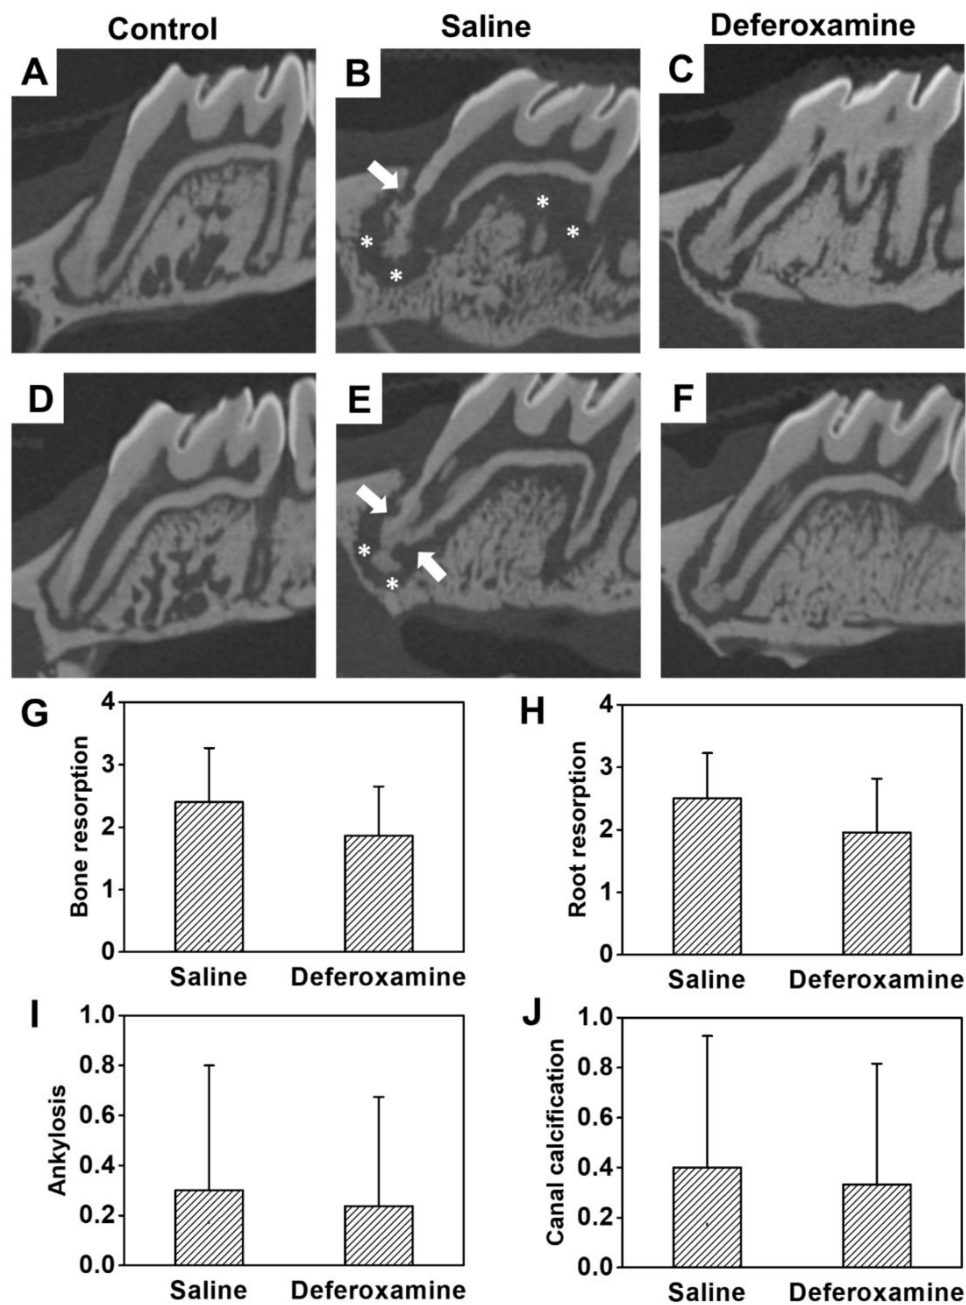 Control Saline Deferoxamine
A B C
*
*
*
*
D E F
*
*
G
Bone resorption
4
3
2
1
0
Saline Deferoxamine
H
Root resorption
4
3
2
1
0
Saline Deferoxamine
I
Ankylosis
1.0
0.8
0.6
0.4
0.2
0.0
Saline Deferoxamine
J
Canal calcification
1.0
0.8
0.6
0.4
0.2
0.0
Saline Deferoxamine